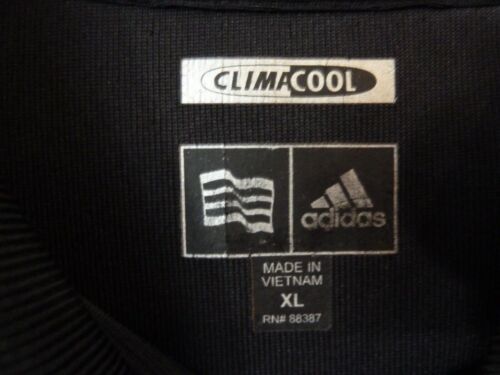 CLIMACOOL
adidas
MADE IN
VIETNAM
XL
RN# 88387